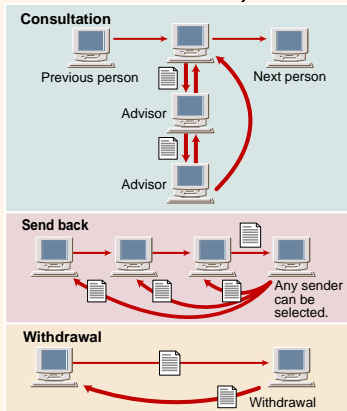 Consultation
Previous person
Next person
Advisor
Advisor
Send back
Any sender
can be
selected.
Withdrawal
Withdrawal